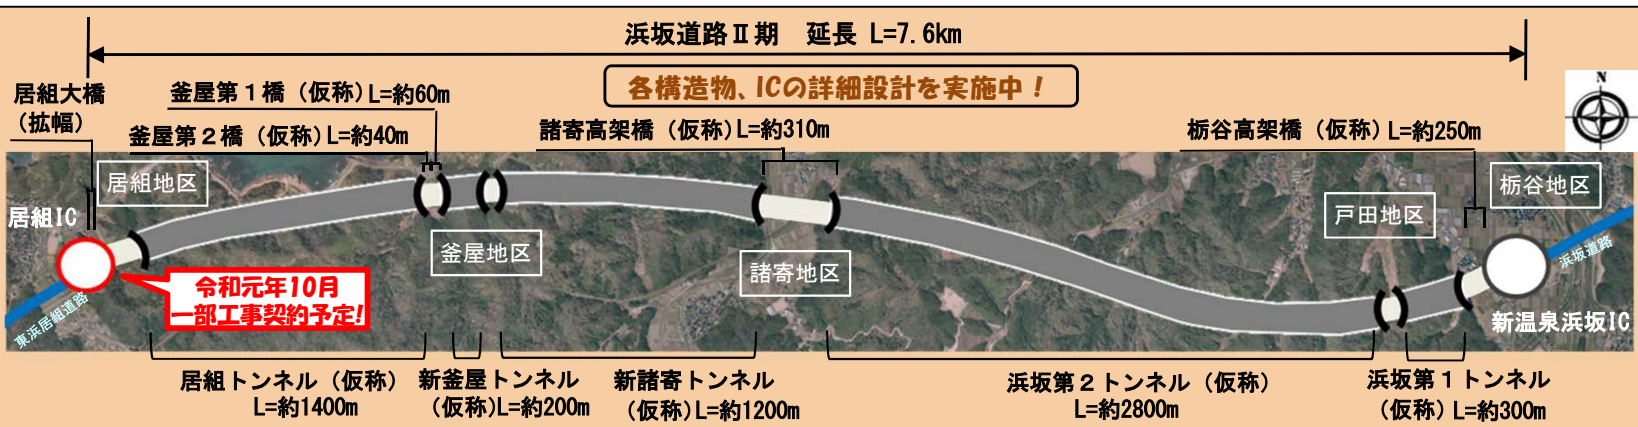 浜坂道路Ⅱ期　延長 L=7.6km
各構造物、ICの詳細設計を実施中！
居組大橋
（拡幅）
釜屋第１橋（仮称）L=約60m
釜屋第２橋（仮称）L=約40m
諸寄高架橋（仮称）L=約310m
栃谷高架橋（仮称）L=約250m
N
居組地区
居組IC
釜屋地区
諸寄地区
戸田地区
栃谷地区
令和元年10月
一部工事契約予定!
東浜居組道路
浜坂道路
新温泉浜坂IC
居組トンネル（仮称）
L=約1400m
新釜屋トンネル
（仮称）L=約200m
新諸寄トンネル
（仮称）L=約1200m
浜坂第２トンネル（仮称）
L=約2800m
浜坂第１トンネル
（仮称）L=約300m